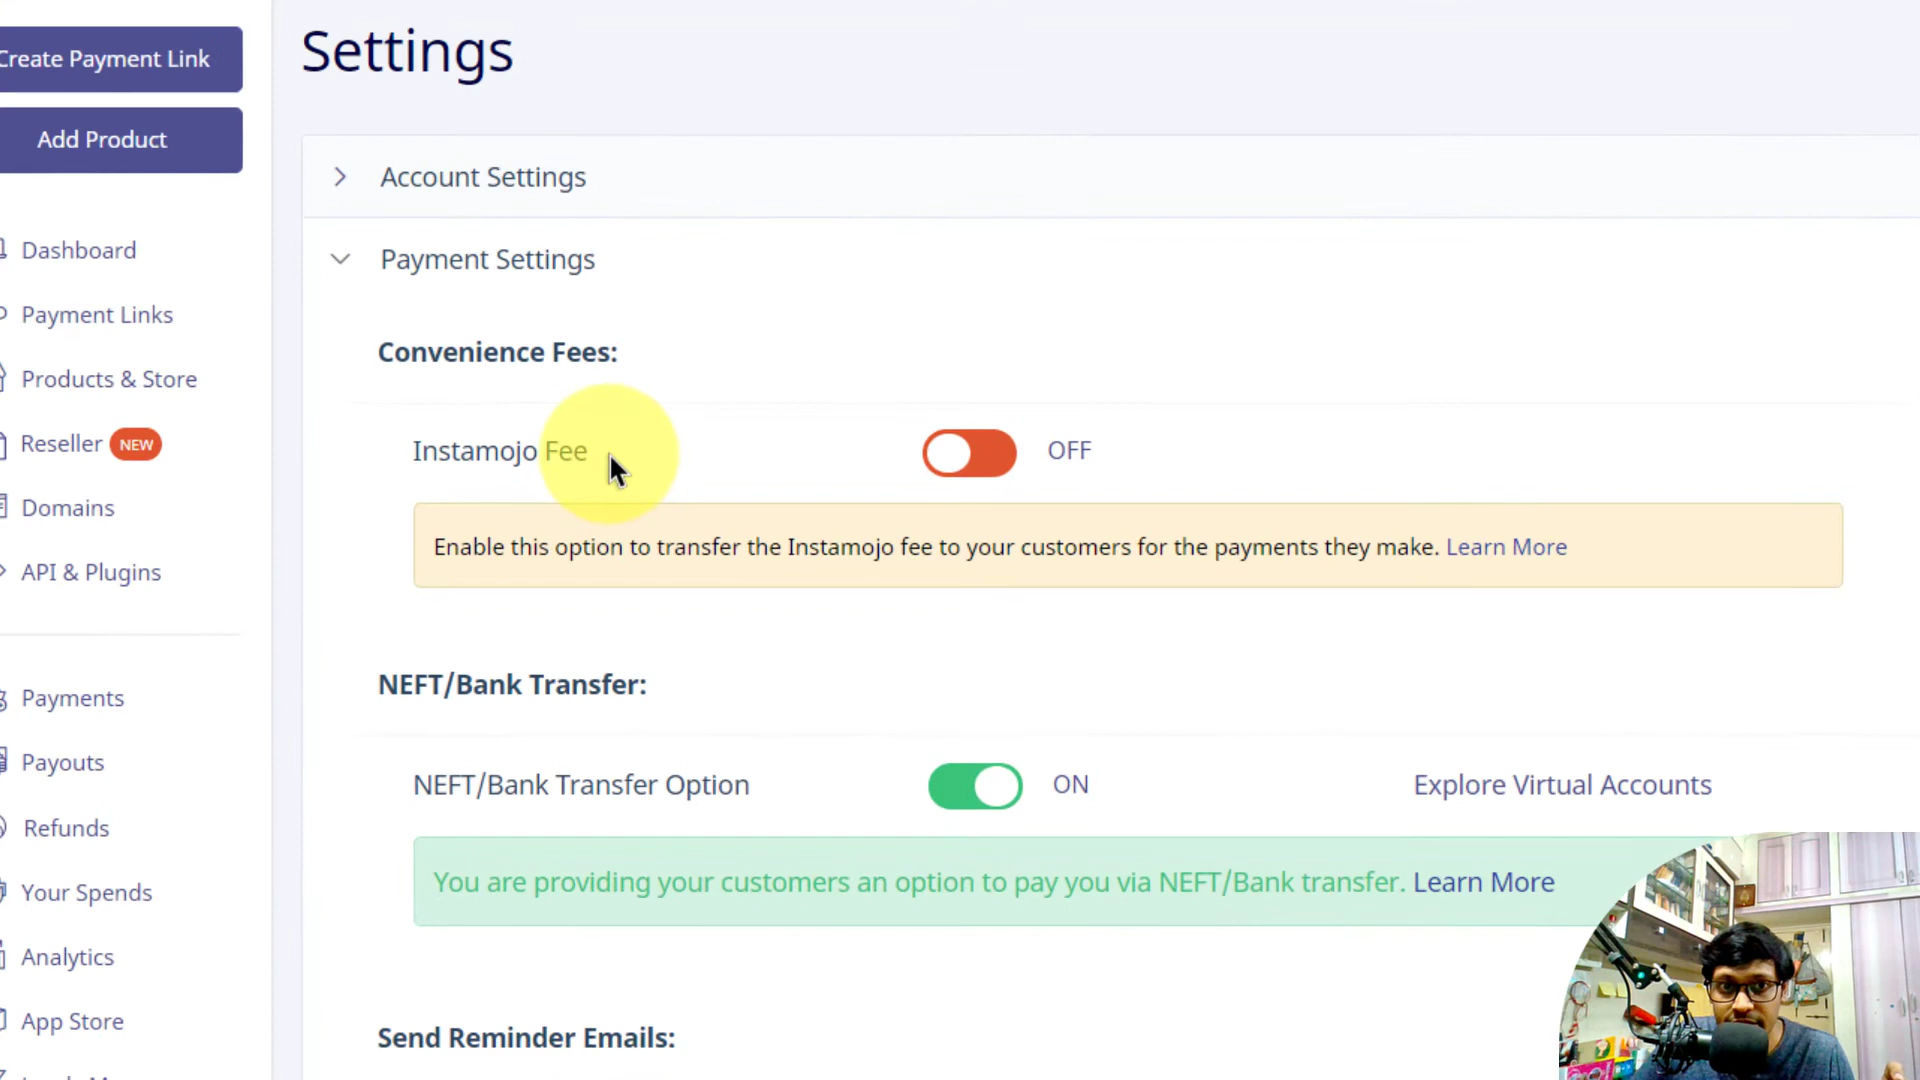 Create Payment Link
Add Product
Dashboard
Payment Links
Products & Store
Reseller NEW
Domains
API & Plugins
Payments
Payouts
Refunds
Your Spends
Analytics
App Store
Settings
Account Settings
Payment Settings
Convenience Fees:
Instamojo Fee OFF
Enable this option to transfer the Instamojo fee to your customers for the payments they make. Learn More
NEFT/Bank Transfer:
NEFT/Bank Transfer Option ON Explore Virtual Accounts
You are providing your customers an option to pay you via NEFT/Bank transfer. Learn More
Send Reminder Emails: